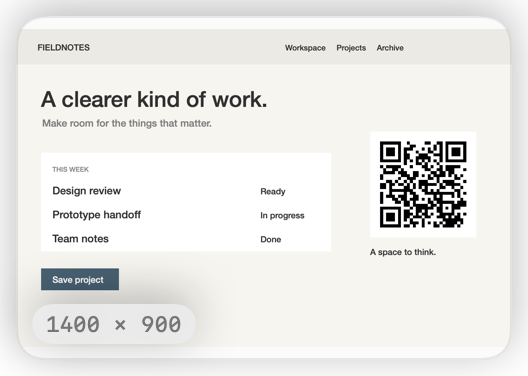 FIELDNOTES
Workspace Projects Archive
A clearer kind of work.
Make room for the things that matter.
THIS WEEK
Design review Ready
Prototype handoff In progress
Team notes Done
A space to think.
Save project
1400 × 900